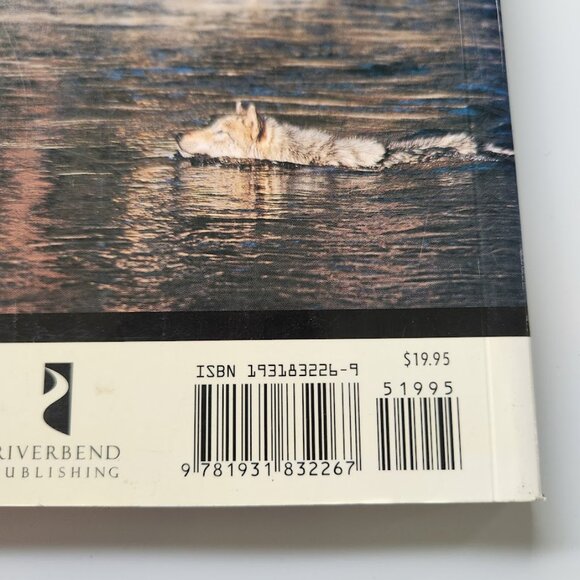 ISBN 193183226-9
$19.95
51995
9 781931 832267
RIVERBEND
PUBLISHING